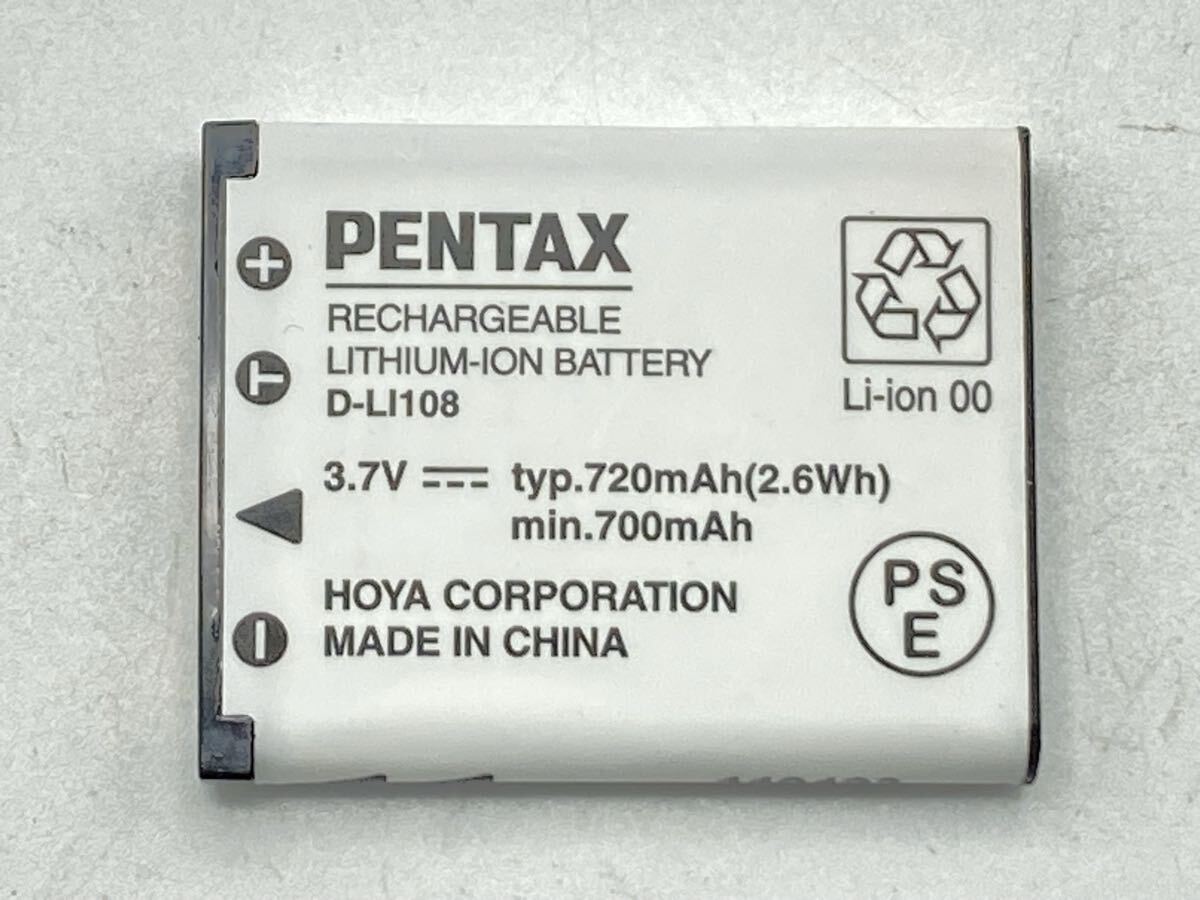 PENTAX
RECHARGEABLE
LITHIUM-ION BATTERY
D-LI108
3.7V typ.720mAh(2.6Wh)
min.700mAh
HOYA CORPORATION
MADE IN CHINA
+
T
-
Li-ion 00
PS
E